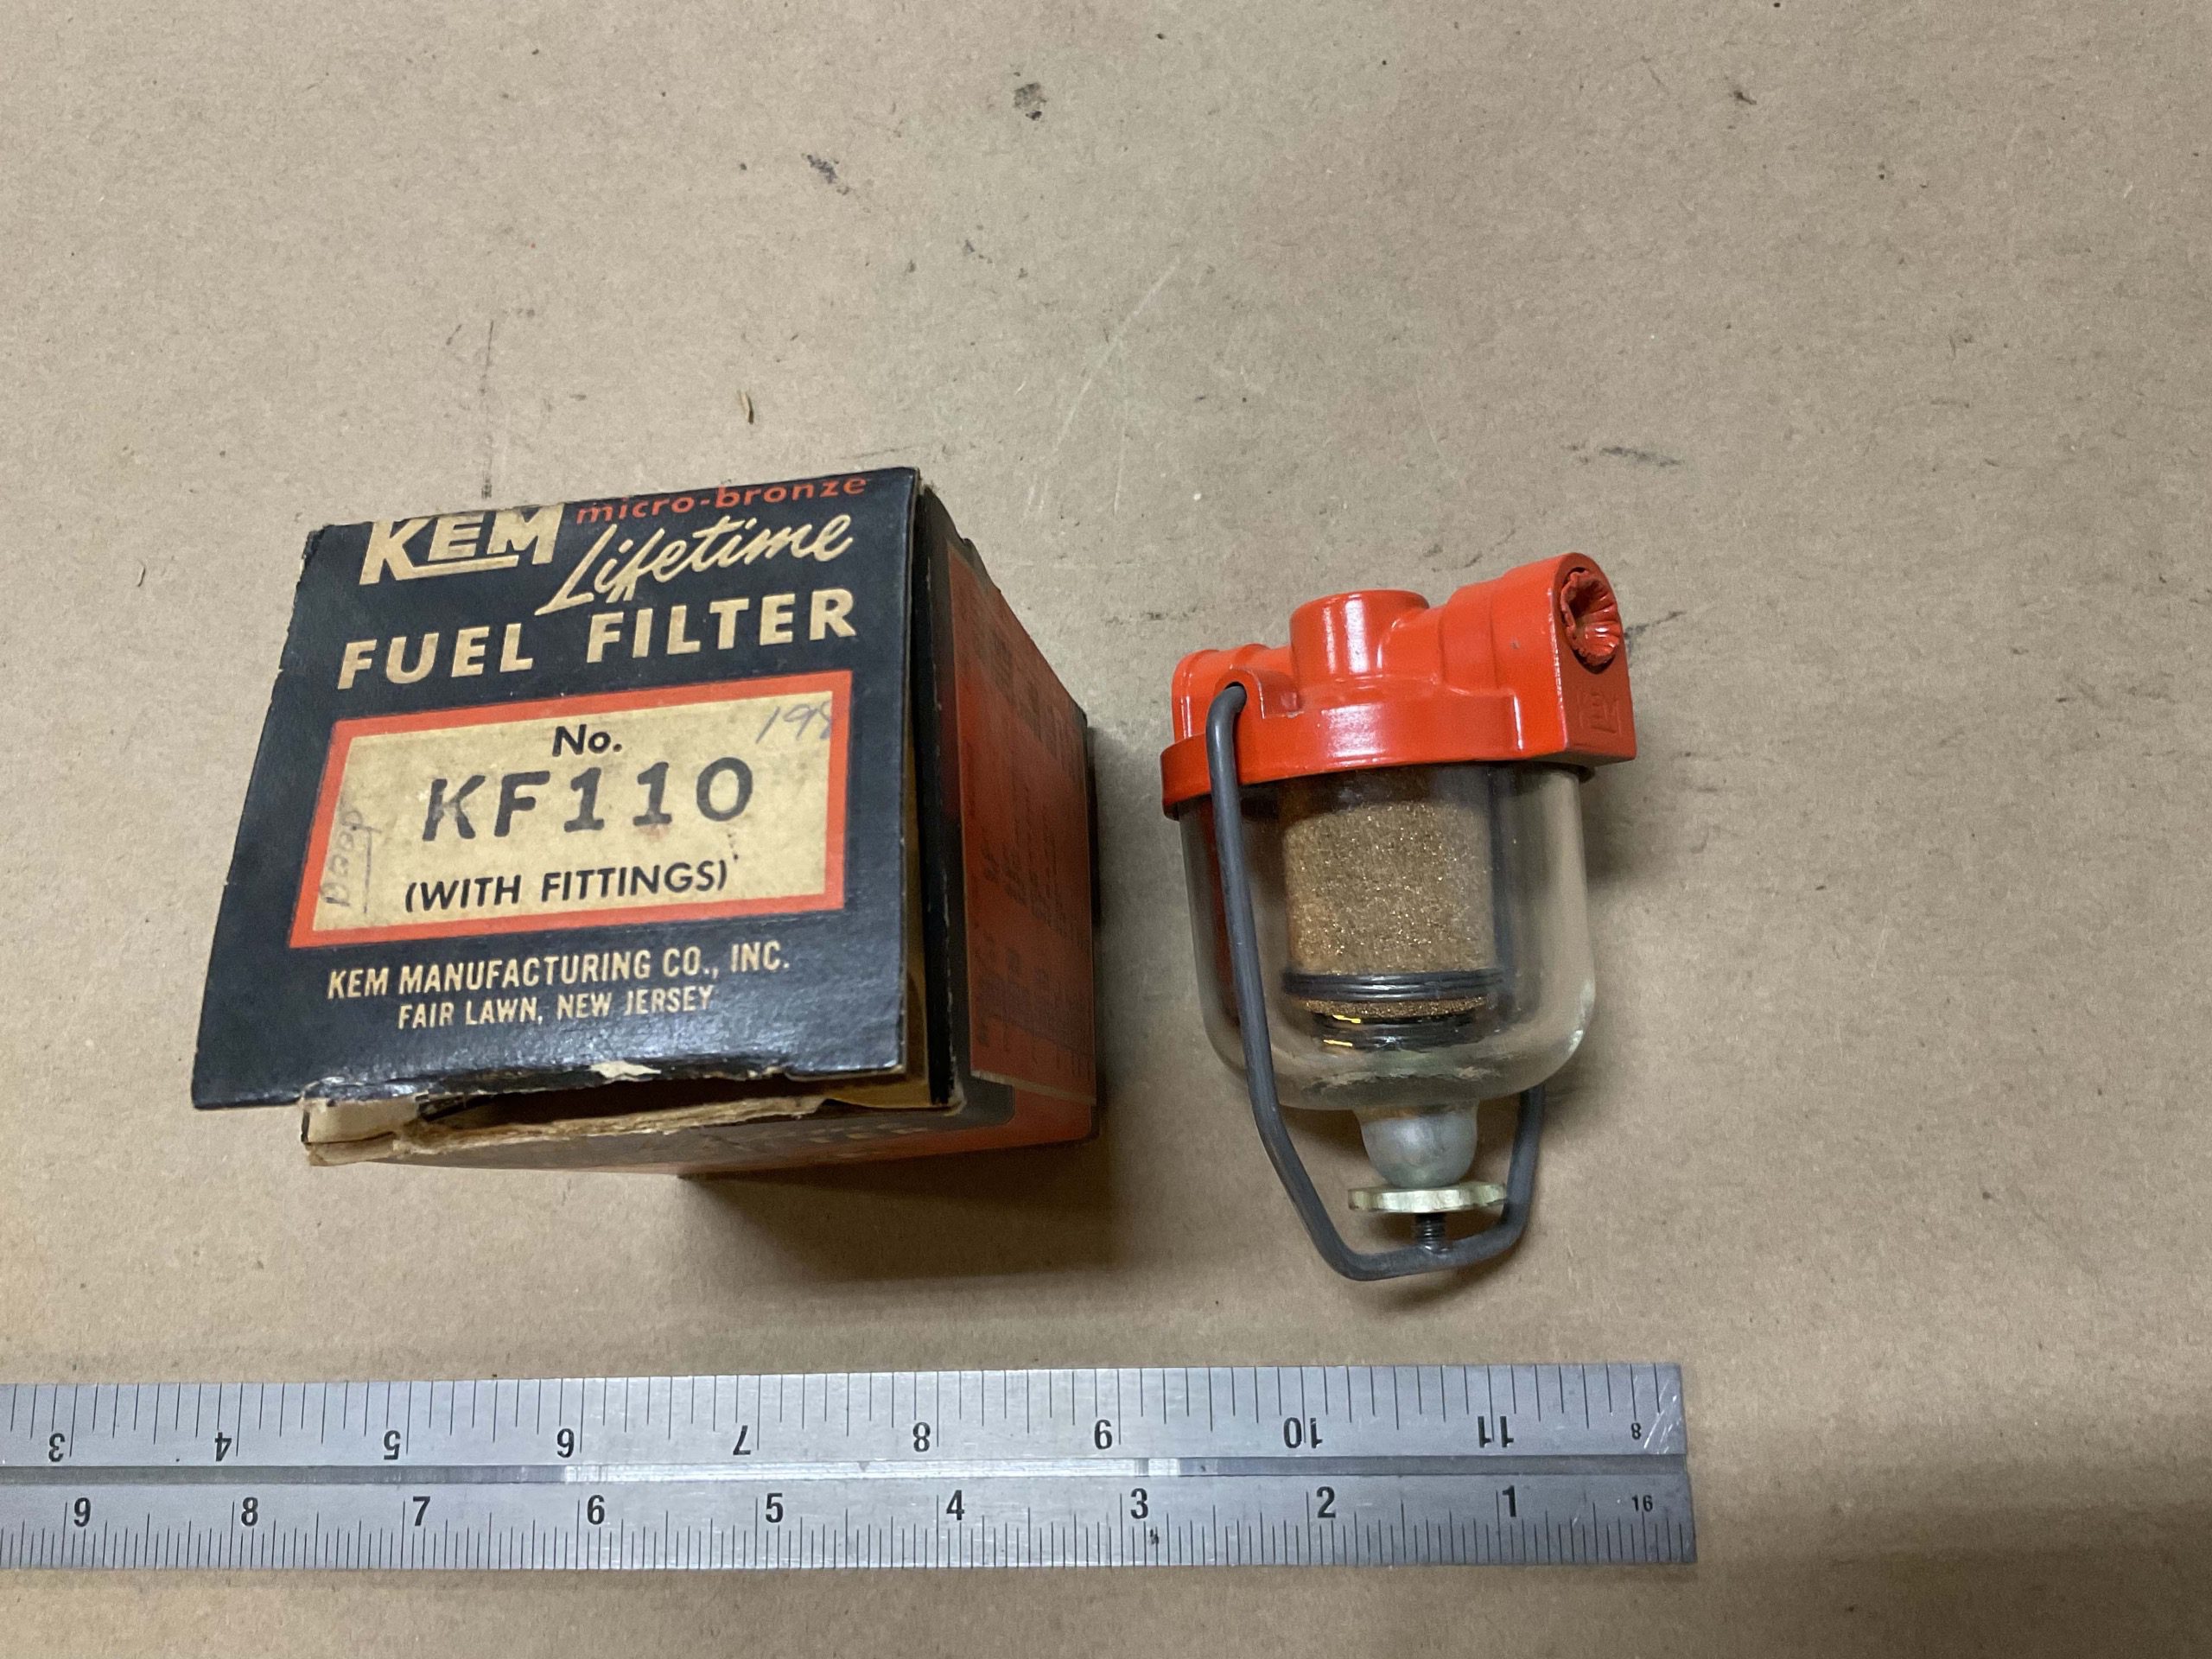 KEM micro-bronze
Lifetime
FUEL FILTER
No.
198
KF110
(WITH FITTINGS)
KEM MANUFACTURING CO., INC.
FAIR LAWN, NEW JERSEY
3 4 5 6 7 8 9 10 11 8
9 8 7 6 5 4 3 2 1 16